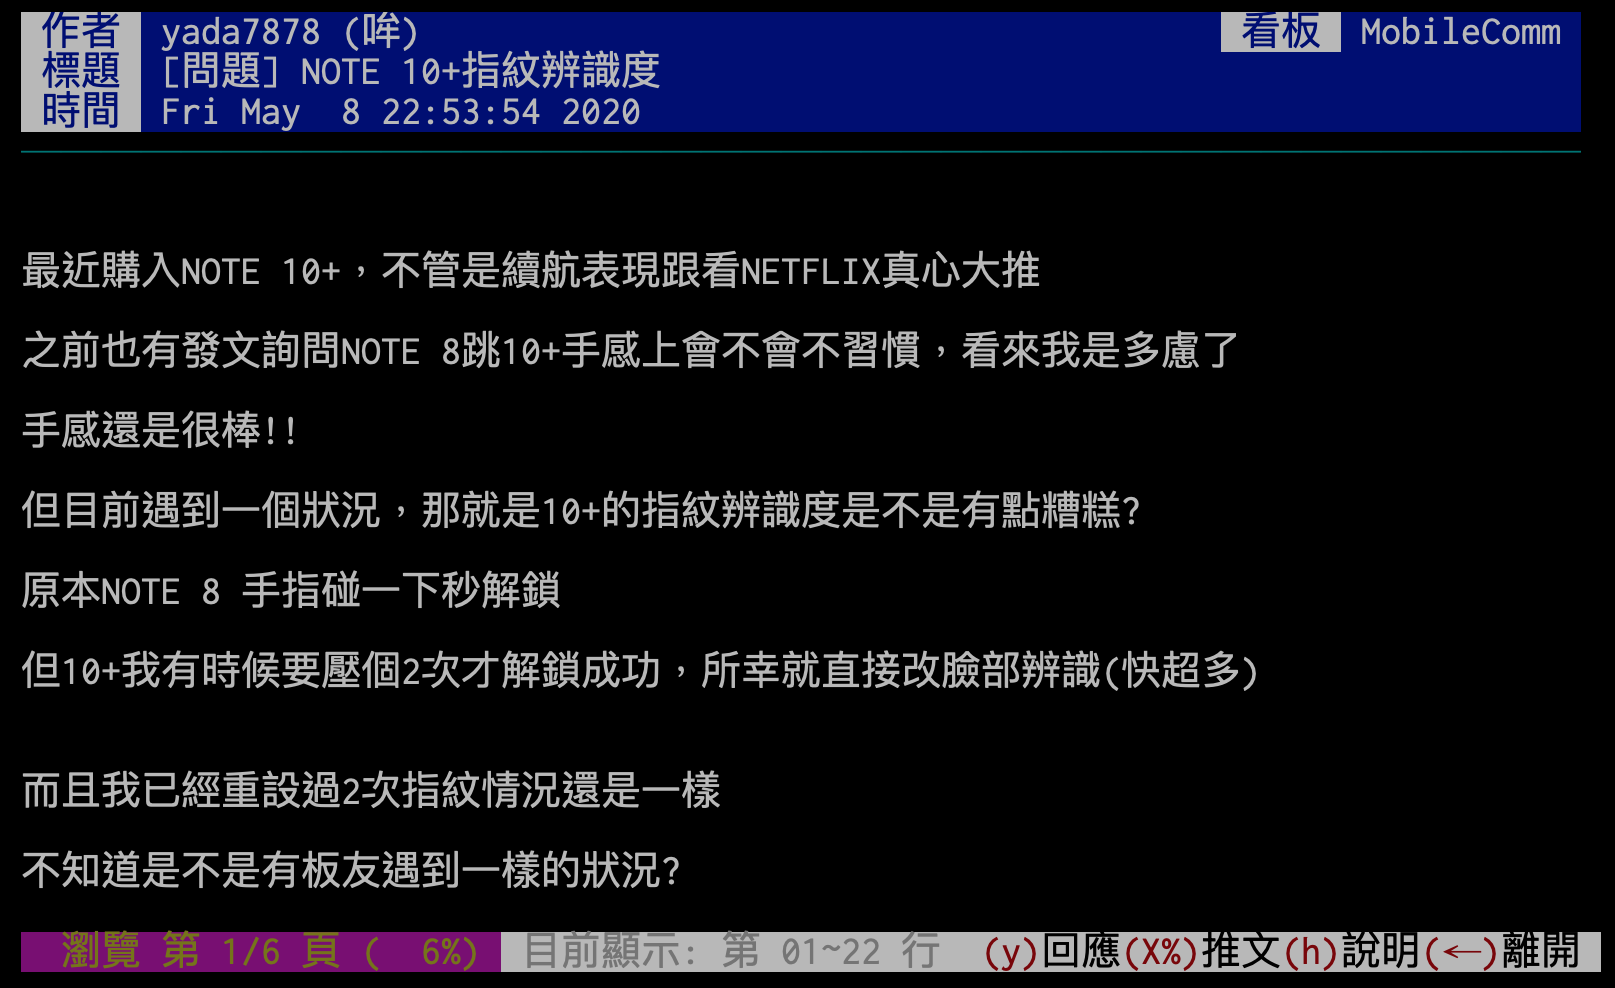 作者 yada7878 (哞) 看板 MobileComm
標題 [問題] NOTE 10+指紋辨識度
時間 Fri May  8 22:53:54 2020
最近購入NOTE 10+，不管是續航表現跟看NETFLIX真心大推
之前也有發文詢問NOTE 8跳10+手感上會不會不習慣，看來我是多慮了
手感還是很棒!!
但目前遇到一個狀況，那就是10+的指紋辨識度是不是有點糟糕?
原本NOTE 8 手指碰一下秒解鎖
但10+我有時候要壓個2次才解鎖成功，所幸就直接改臉部辨識(快超多)
而且我已經重設過2次指紋情況還是一樣
不知道是不是有板友遇到一樣的狀況?
瀏覽 第 1/6 頁 (  6%) 目前顯示: 第 01~22 行 (y)回應(X%)推文(h)說明(←)離開